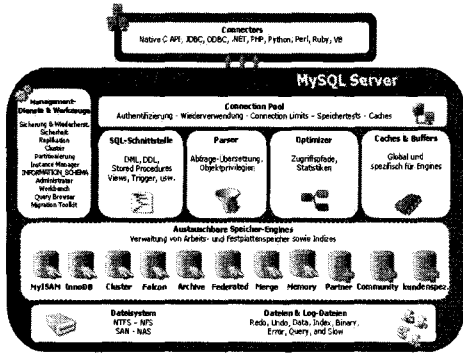 Connectors
Native C API, JDBC, ODBC, .NET, PHP, Python, Perl, Ruby, VB
MySQL Server
Management-
Dienste & Werkzeuge
Sicherung & Wiederherst.
Sicherheit
Replikation
Cluster
Partitionierung
Instance Manager
INFORMATION_SCHEMA
Administrator
Workbench
Query Browser
Migration Toolkit
Connection Pool
Authentifizierung - Wiederverwendung - Connection Limits - Speichertests - Caches
SQL-Schnittstelle
DML, DDL,
Stored Procedures
Views, Trigger, usw.
Parser
Abfrage-Übersetzung,
Objektprivilegien
Optimizer
Zugriffspfade,
Statistiken
Caches & Buffers
Global und
spezifisch für Engines
Austauschbare Speicher-Engines
Verwaltung von Arbeits- und Festplattenspeicher sowie Indizes
MyISAM InnoDB Cluster Falcon Archive Federated Merge Memory Partner Community kundenspez.
Dateisystem
NTFS - NFS
SAN - NAS
Dateien & Log-Dateien
Redo, Undo, Data, Index, Binary,
Error, Query, and Slow